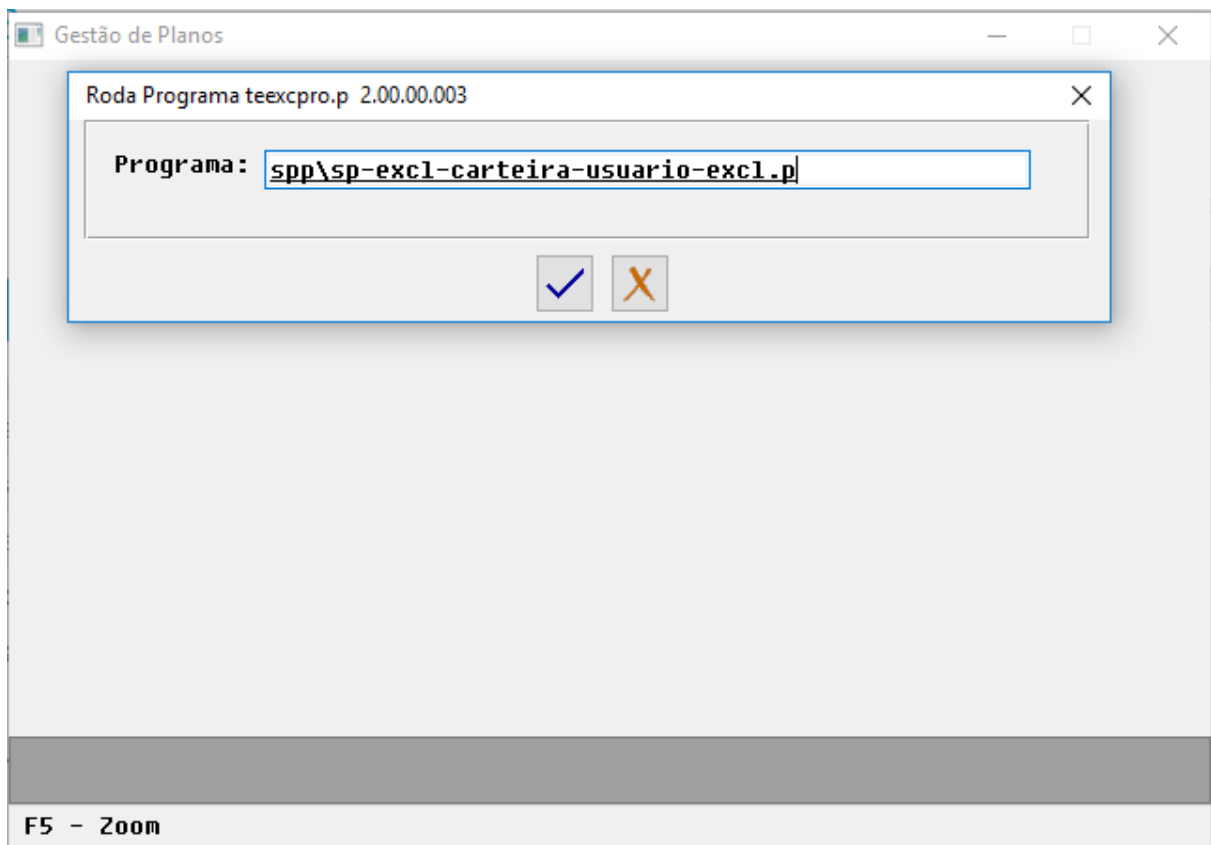 Gestão de Planos
Roda Programa teexcpro.p 2.00.00.003
Programa: spp\sp-excl-carteira-usuario-excl.p
F5 - Zoom